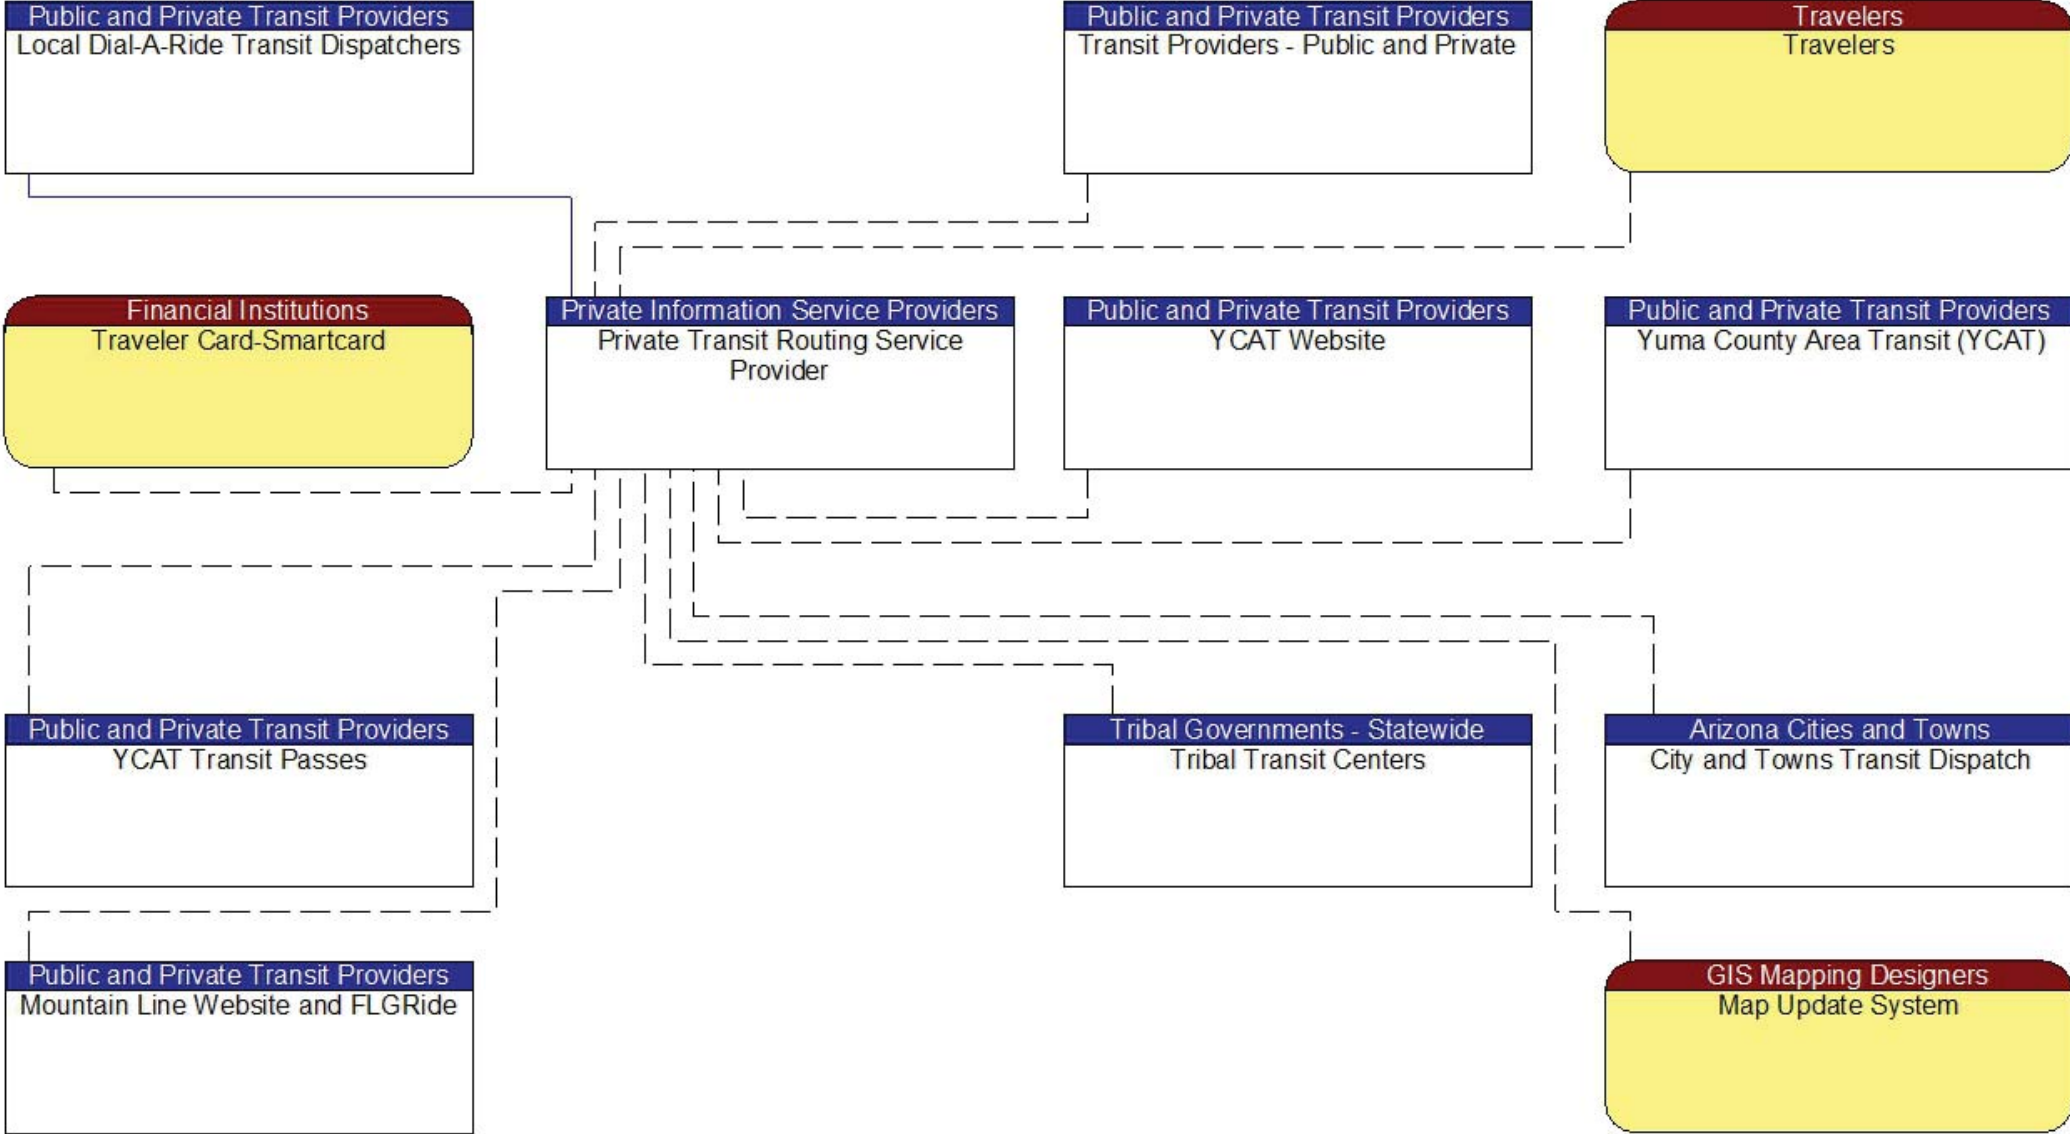 Public and Private Transit Providers
Local Dial-A-Ride Transit Dispatchers
Public and Private Transit Providers
Transit Providers - Public and Private
Travelers
Travelers
Financial Institutions
Traveler Card-Smartcard
Private Information Service Providers
Private Transit Routing Service
Provider
Public and Private Transit Providers
YCAT Website
Public and Private Transit Providers
Yuma County Area Transit (YCAT)
Public and Private Transit Providers
YCAT Transit Passes
Tribal Governments - Statewide
Tribal Transit Centers
Arizona Cities and Towns
City and Towns Transit Dispatch
Public and Private Transit Providers
Mountain Line Website and FLGRide
GIS Mapping Designers
Map Update System